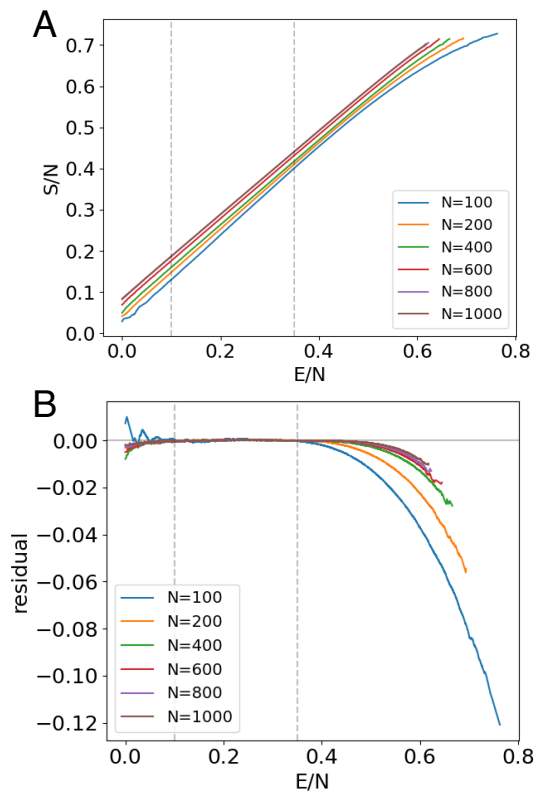 A
0.7
0.6
0.5
0.4
0.3
0.2
0.1
0.0
S/N
0.0 0.2 0.4 0.6 0.8
E/N
N=100
N=200
N=400
N=600
N=800
N=1000
B
0.00
−0.02
−0.04
−0.06
−0.08
−0.10
−0.12
residual
N=100
N=200
N=400
N=600
N=800
N=1000
0.0 0.2 0.4 0.6 0.8
E/N